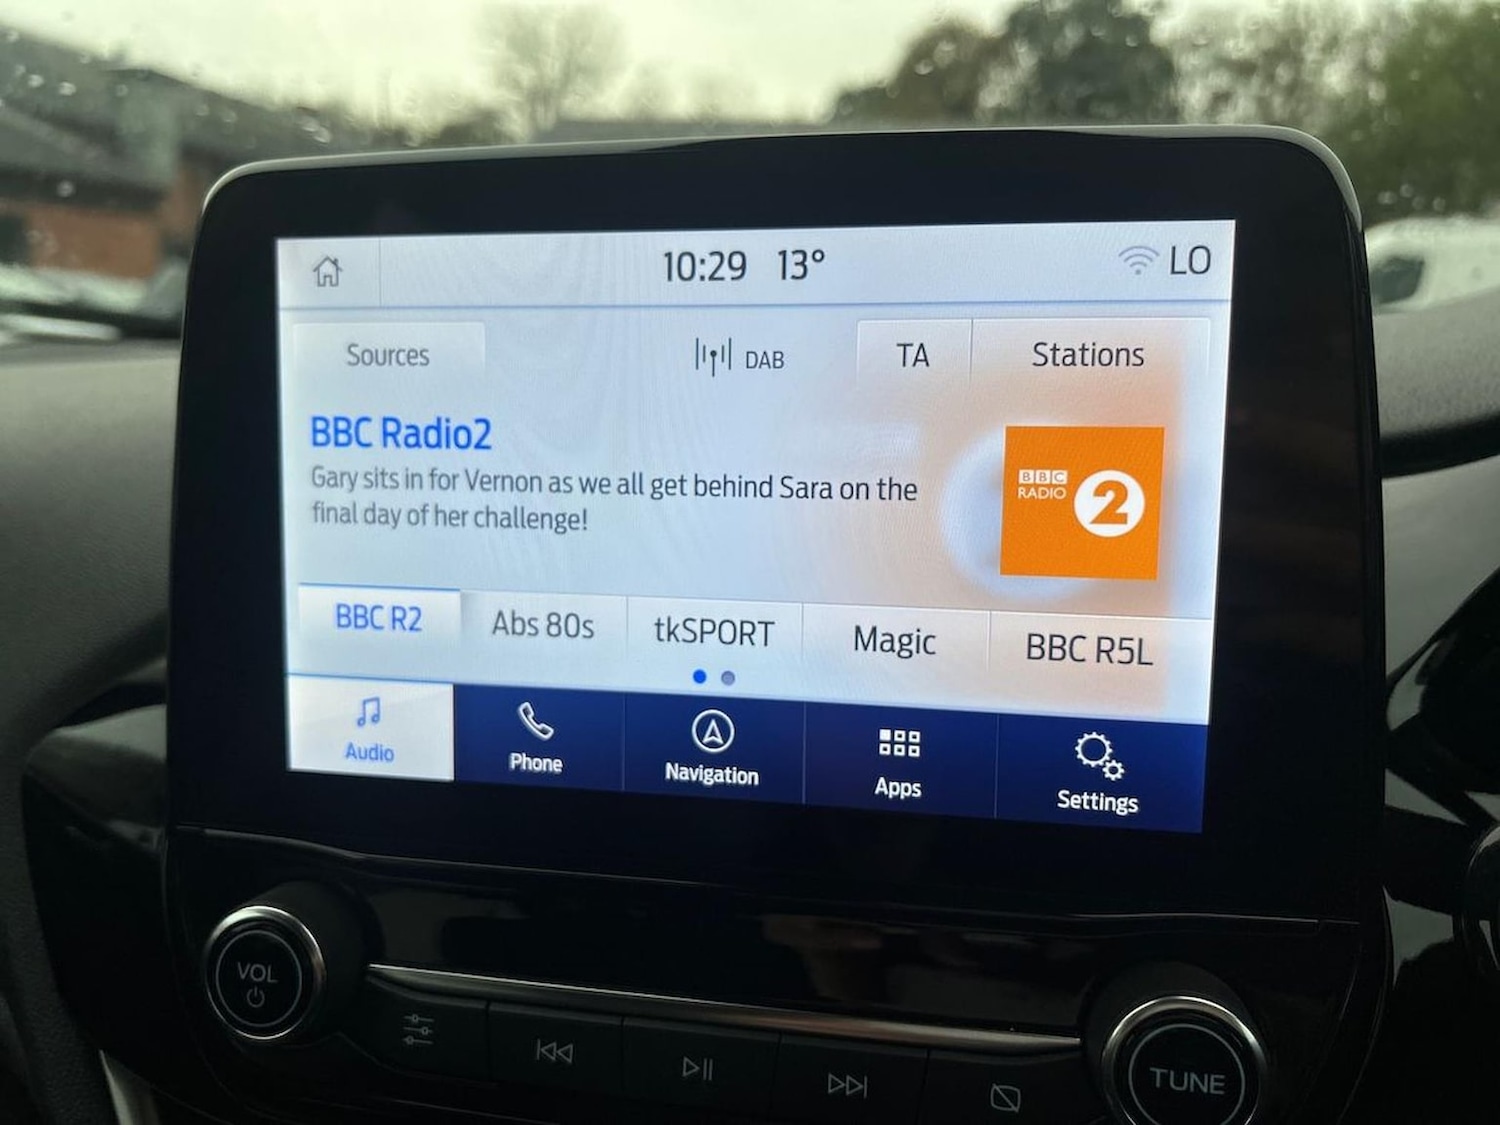 10:29 13° LO
Sources DAB TA Stations
BBC Radio2
Gary sits in for Vernon as we all get behind Sara on the
final day of her challenge!
BBC
RADIO 2
BBC R2 Abs 80s tkSPORT Magic BBC R5L
Audio Phone Navigation Apps Settings
VOL
TUNE